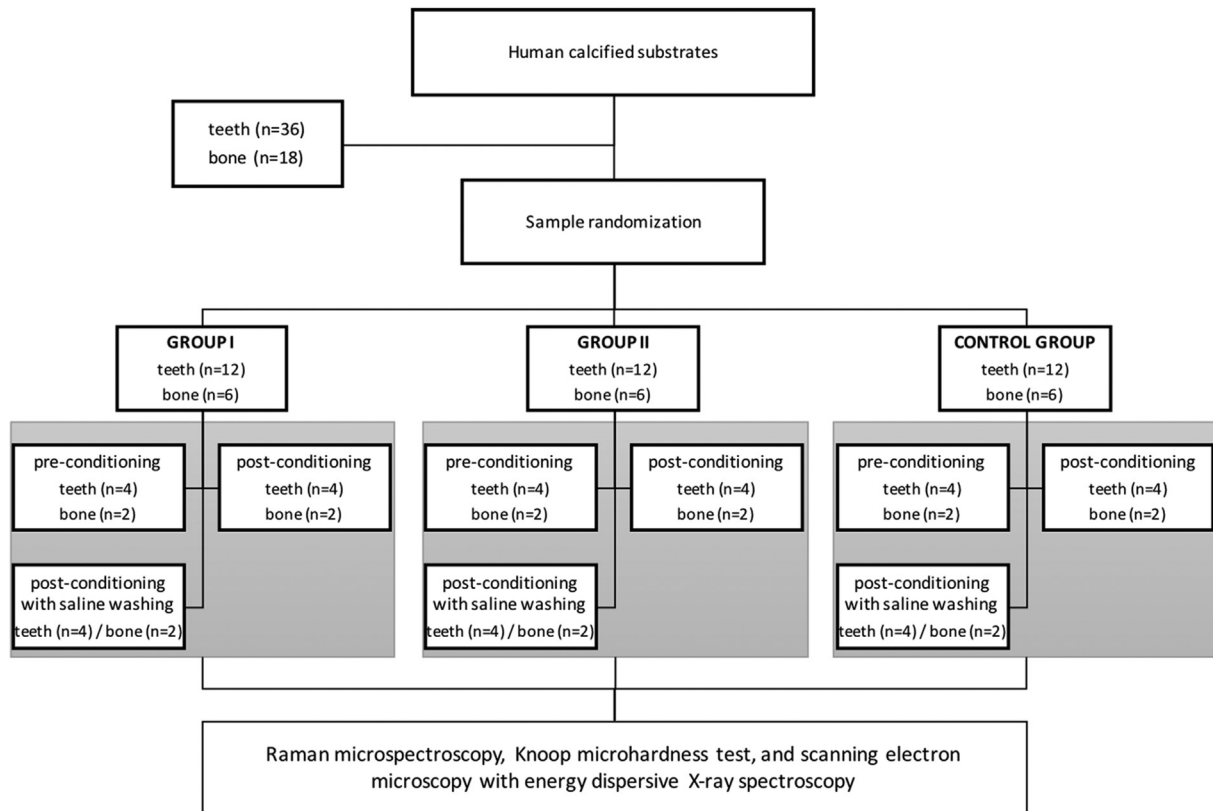 Human calcified substrates
teeth (n=36)
bone (n=18)
Sample randomization
GROUP I
teeth (n=12)
bone (n=6)
GROUP II
teeth (n=12)
bone (n=6)
CONTROL GROUP
teeth (n=12)
bone (n=6)
pre-conditioning
teeth (n=4)
bone (n=2)
post-conditioning
teeth (n=4)
bone (n=2)
post-conditioning
with saline washing
teeth (n=4) / bone (n=2)
pre-conditioning
teeth (n=4)
bone (n=2)
post-conditioning
teeth (n=4)
bone (n=2)
post-conditioning
with saline washing
teeth (n=4) / bone (n=2)
pre-conditioning
teeth (n=4)
bone (n=2)
post-conditioning
teeth (n=4)
bone (n=2)
post-conditioning
with saline washing
teeth (n=4) / bone (n=2)
Raman microspectroscopy, Knoop microhardness test, and scanning electron
microscopy with energy dispersive X-ray spectroscopy